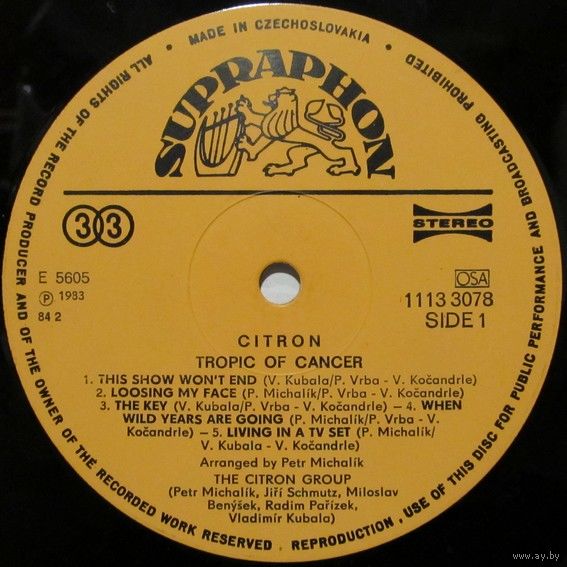 ALL RIGHTS OF THE RECORD PRODUCER AND OF THE OWNER OF THE RECORDED WORK RESERVED . REPRODUCTION , USE OF THIS DISC FOR PUBLIC PERFORMANCE AND BROADCASTING PROHIBITED
• MADE IN CZECHOSLOVAKIA •
SUPRAPHON
33
STEREO
E 5605
Ⓟ 1983
84 2
OSA
1113 3078
SIDE 1
CITRON
TROPIC OF CANCER
1. THIS SHOW WON'T END (V. Kubala/P. Vrba - V. Kočandrle)
2. LOOSING MY FACE (P. Michalík/P. Vrba - V. Kočandrle)
3. THE KEY (V. Kubala/P. Vrba - V. Kočandrle) — 4. WHEN
WILD YEARS ARE GOING (P. Michalík/P. Vrba - V.
Kočandrle) — 5. LIVING IN A TV SET (P. Michalík/
V. Kubala - V. Kočandrle)
Arranged by Petr Michalík
THE CITRON GROUP
(Petr Michalík, Jiří Schmutz, Miloslav
Benýšek, Radim Pařízek,
Vladimír Kubala)
www.ay.by